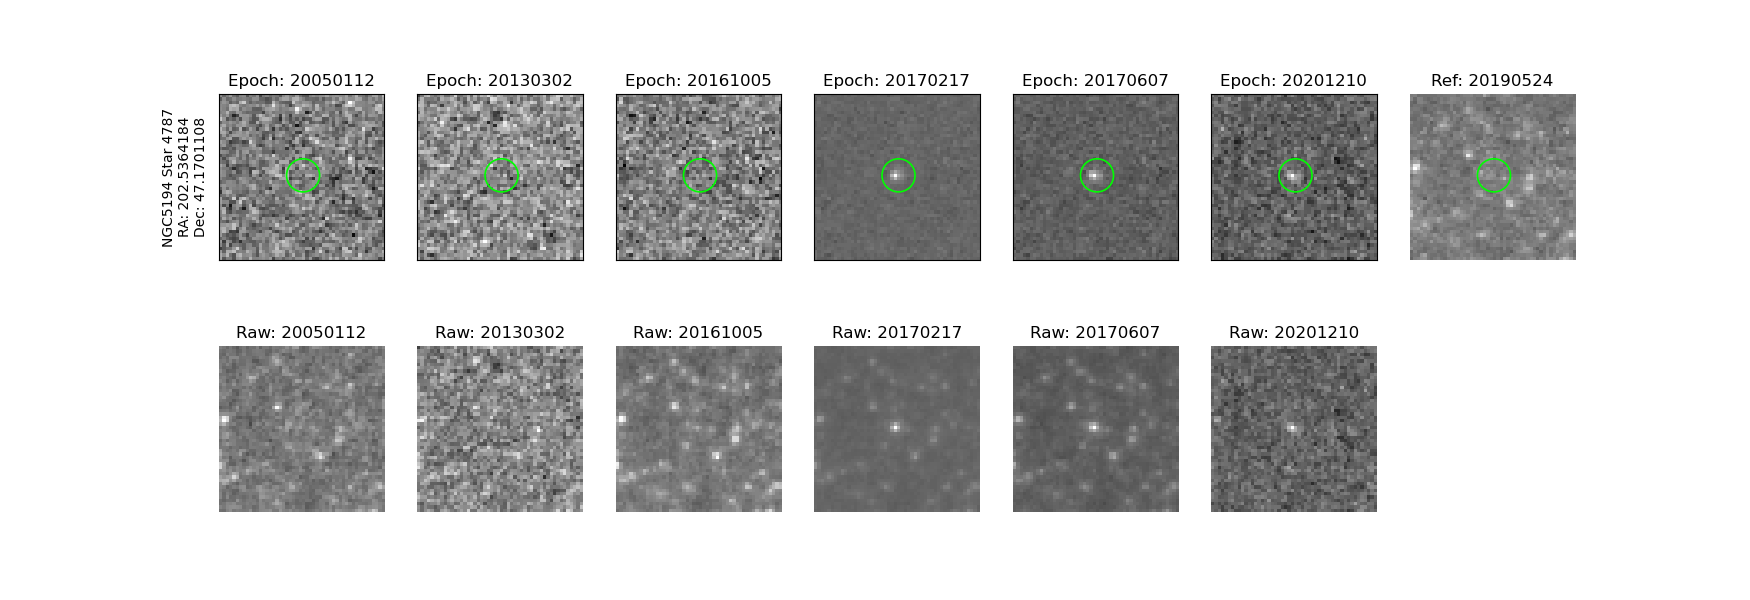 Epoch: 20050112
Epoch: 20130302
Epoch: 20161005
Epoch: 20170217
Epoch: 20170607
Epoch: 20201210
Ref: 20190524
NGC5194 Star 4787
RA: 202.5364184
Dec: 47.1701108
Raw: 20050112
Raw: 20130302
Raw: 20161005
Raw: 20170217
Raw: 20170607
Raw: 20201210